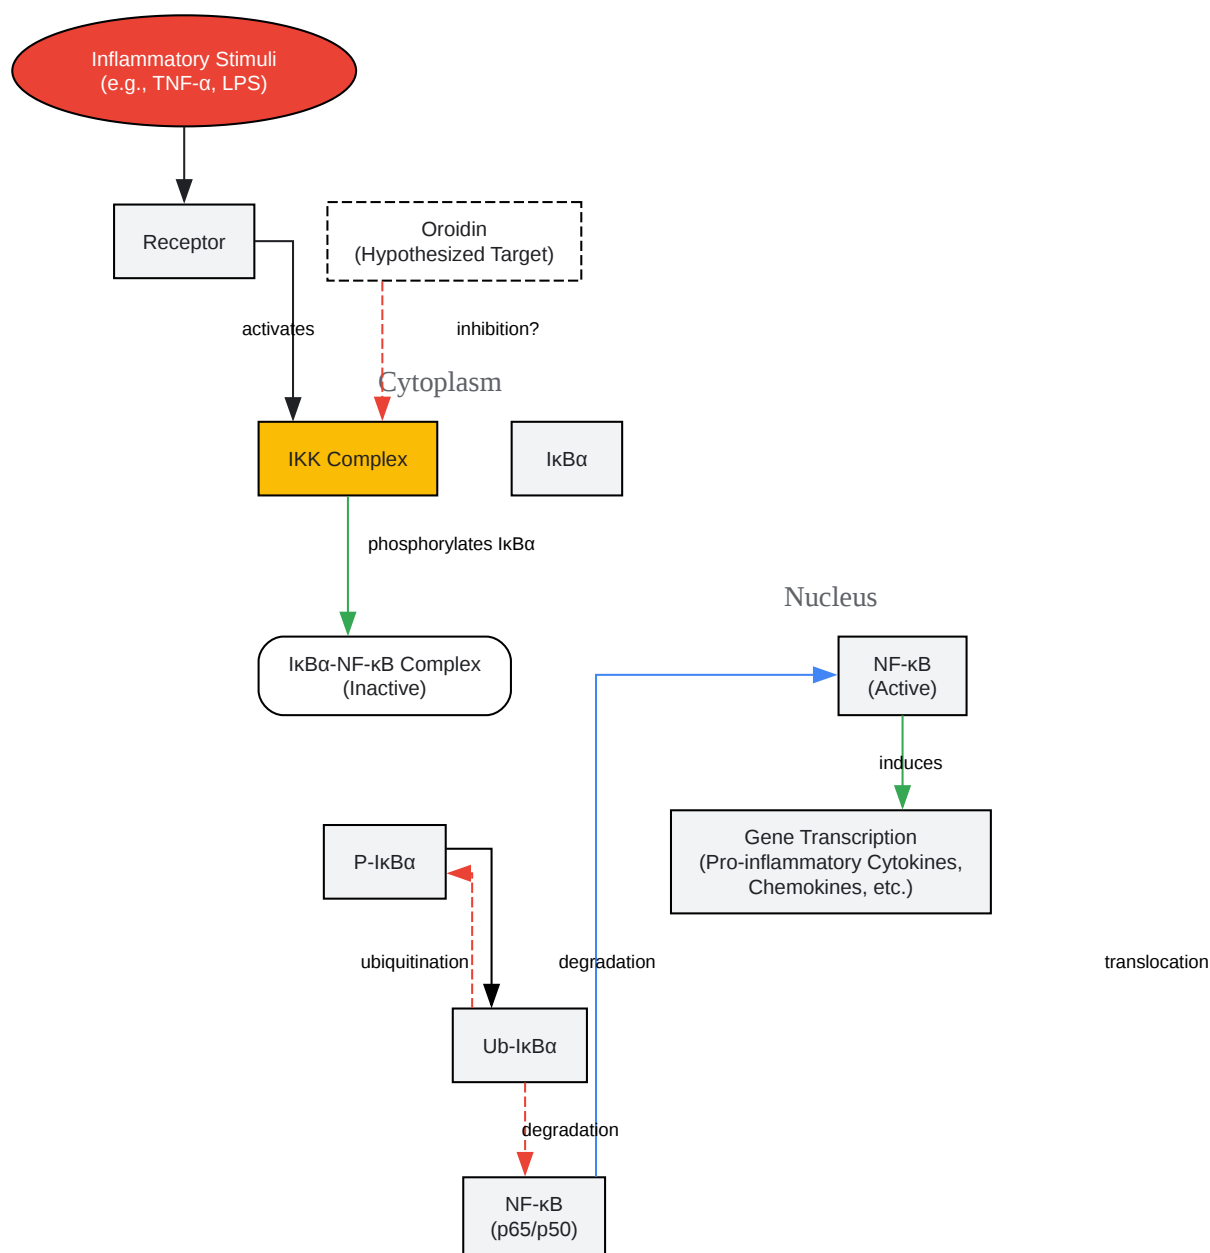 Inflammatory Stimuli
(e.g., TNF-α, LPS)
Receptor
Oroidin
(Hypothesized Target)
activates
inhibition?
Cytoplasm
IKK Complex
IκBα
phosphorylates IκBα
Nucleus
IκBα-NF-κB Complex
(Inactive)
NF-κB
(Active)
induces
Gene Transcription
(Pro-inflammatory Cytokines,
Chemokines, etc.)
P-IκBα
ubiquitination
degradation
translocation
Ub-IκBα
degradation
NF-κB
(p65/p50)